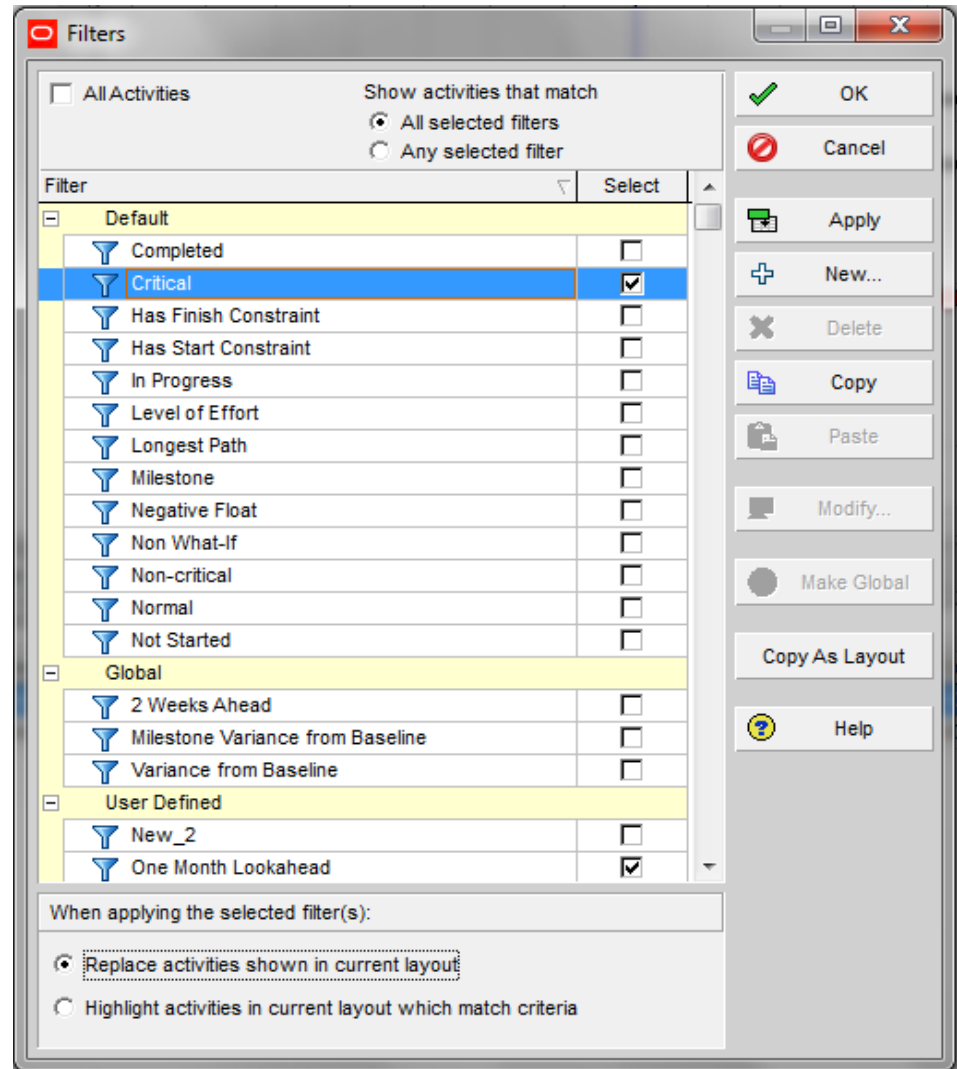 Filters
All Activities
Show activities that match
All selected filters
Any selected filter
Filter Select
Default
Completed
Critical
Has Finish Constraint
Has Start Constraint
In Progress
Level of Effort
Longest Path
Milestone
Negative Float
Non What-If
Non-critical
Normal
Not Started
Global
2 Weeks Ahead
Milestone Variance from Baseline
Variance from Baseline
User Defined
New_2
One Month Lookahead
When applying the selected filter(s):
Replace activities shown in current layout
Highlight activities in current layout which match criteria
OK
Cancel
Apply
New...
Delete
Copy
Paste
Modify...
Make Global
Copy As Layout
Help